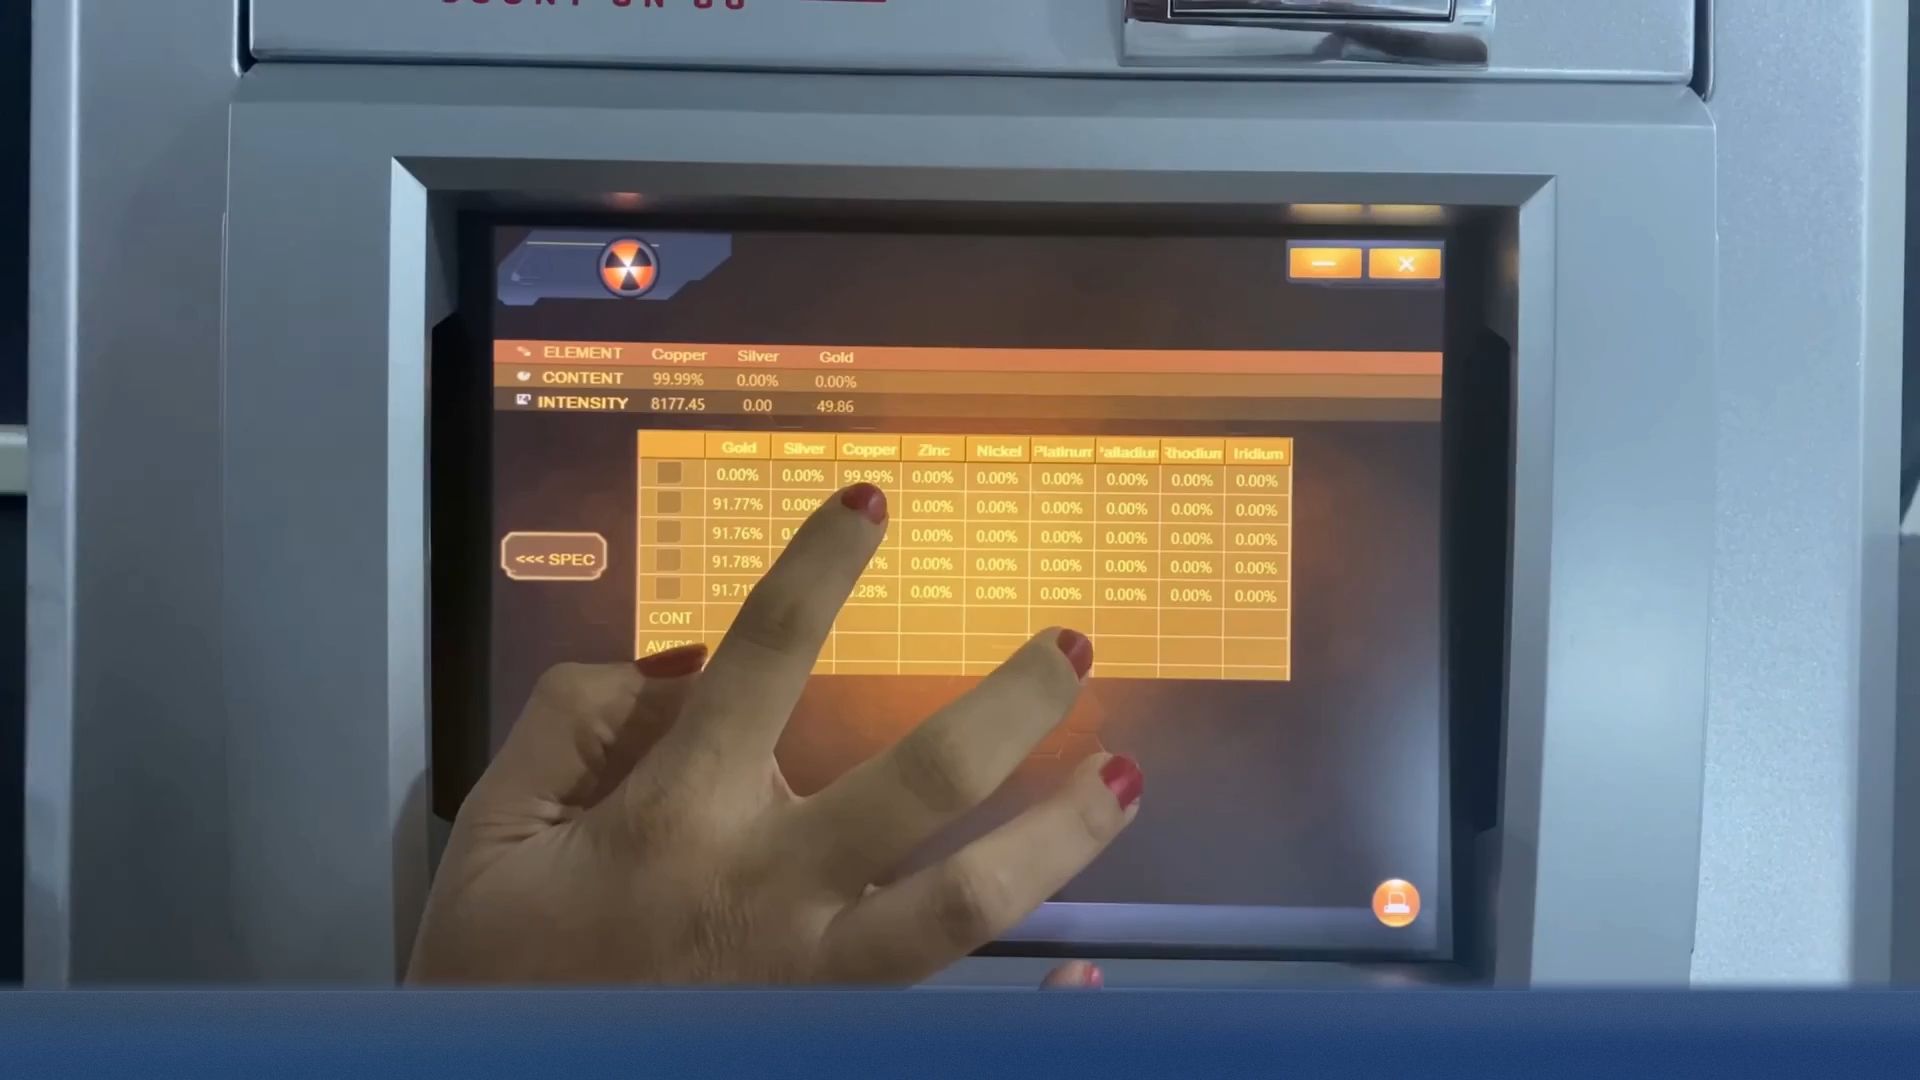 COUNT ON US
ELEMENT Copper Silver Gold
CONTENT 99.99% 0.00% 0.00%
INTENSITY 8177.45 0.00 49.86
Gold Silver Copper Zinc Nickel Platinum Palladium Rhodium Iridium
0.00% 0.00% 99.99% 0.00% 0.00% 0.00% 0.00% 0.00% 0.00%
91.77% 0.00% 0.00% 0.00% 0.00% 0.00% 0.00% 0.00%
91.76% 0.00% 0.00% 0.00% 0.00% 0.00% 0.00%
<<< SPEC
91.78% 0.00% 0.00% 0.00% 0.00% 0.00% 0.00%
0.00% 0.00% 0.00% 0.00% 0.00% 0.00%
CONT